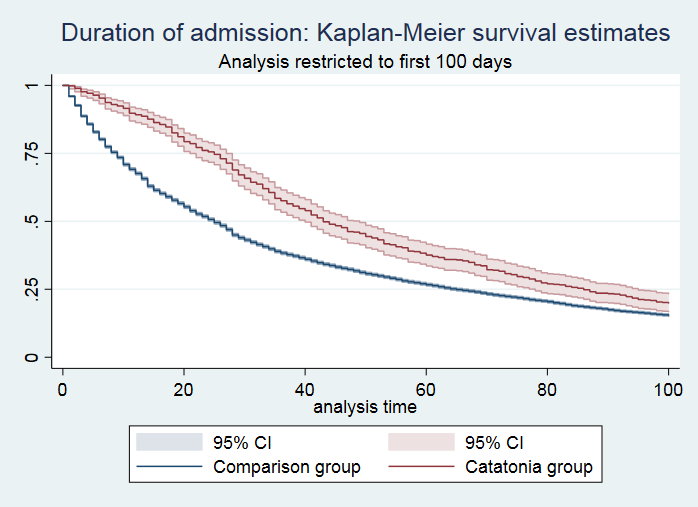 Duration of admission: Kaplan-Meier survival estimates
Analysis restricted to first 100 days
1
.75
.5
.25
0
0 20 40 60 80 100
analysis time
95% CI 95% CI
Comparison group Catatonia group